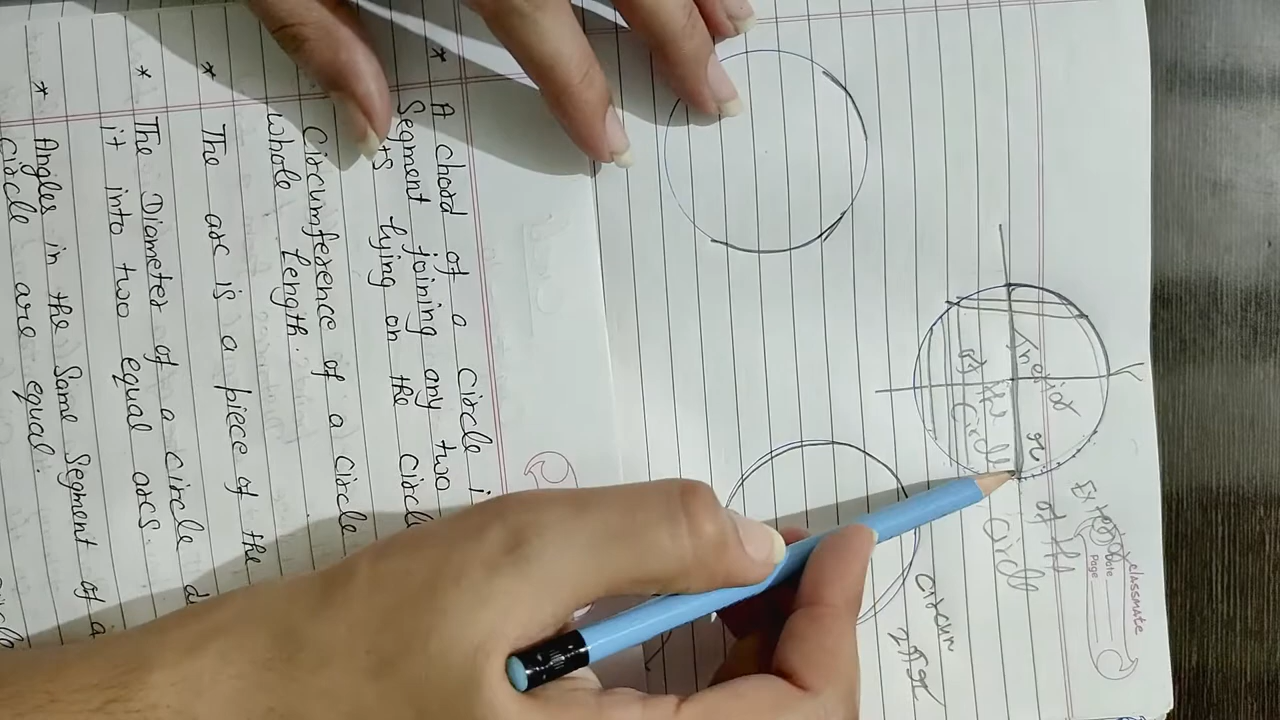 classmate
Date
Page
Exterior
of the
Circle
Interior
r
of the
Circle
circum
2πr
* A chord of a circle i
Segment joining any two
lying on the circle
Circumference of a circle
whole length.
* The arc is a piece of the
* The Diameter of a circle d
it into two equal arcs.
* Angles in the Same Segment of a
circle are equal.